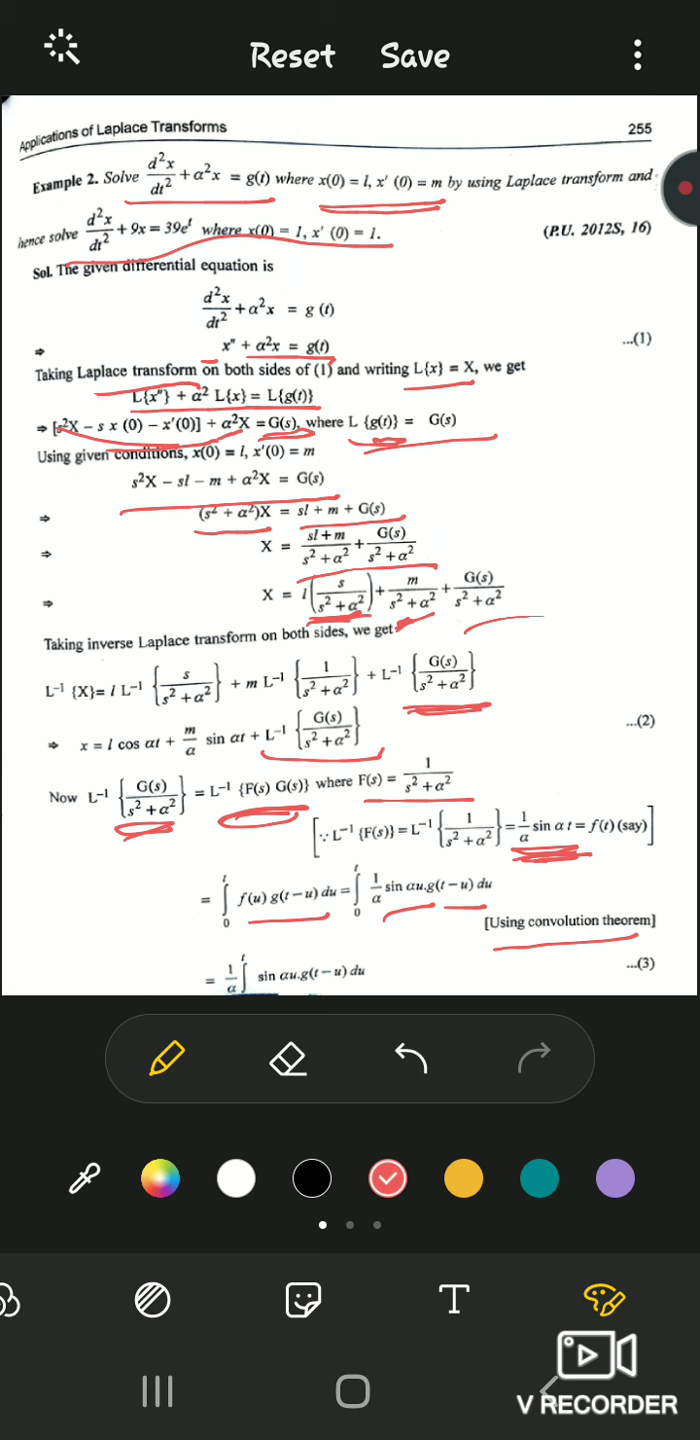 Reset Save
Applications of Laplace Transforms 255
Example 2. Solve d²x/dt² + α²x = g(t) where x(0) = l, x′ (0) = m by using Laplace transform and
hence solve d²x/dt² + 9x = 39eᵗ where x(0) = 1, x′ (0) = 1. (P.U. 2012S, 16)
Sol. The given differential equation is
d²x/dt² + α²x = g (t)
⇒ x″ + α²x = g(t) ...(1)
Taking Laplace transform on both sides of (1) and writing L{x} = X, we get
L{x″} + α² L{x} = L{g(t)}
⇒ [s²X – s x (0) – x′(0)] + α²X = G(s), where L {g(t)} = G(s)
Using given conditions, x(0) = l, x′(0) = m
s²X – sl – m + α²X = G(s)
⇒ (s² + α²)X = sl + m + G(s)
⇒ X = (sl + m)/(s² + α²) + G(s)/(s² + α²)
⇒ X = l(s/(s² + α²)) + m/(s² + α²) + G(s)/(s² + α²)
Taking inverse Laplace transform on both sides, we get
L⁻¹ {X}= l L⁻¹ {s/(s² + α²)} + m L⁻¹ {1/(s² + α²)} + L⁻¹ {G(s)/(s² + α²)}
⇒ x = l cos αt + m/α sin αt + L⁻¹ {G(s)/(s² + α²)} ...(2)
Now L⁻¹ {G(s)/(s² + α²)} = L⁻¹ {F(s) G(s)} where F(s) = 1/(s² + α²)
[∵ L⁻¹ {F(s)} = L⁻¹ {1/(s² + α²)} = 1/α sin α t = f(t) (say)]
= ∫₀ᵗ f(u) g(t – u) du = ∫₀ᵗ 1/α sin αu.g(t – u) du
[Using convolution theorem]
= 1/α ∫ᵗ sin αu.g(t – u) du ...(3)
T
V RECORDER